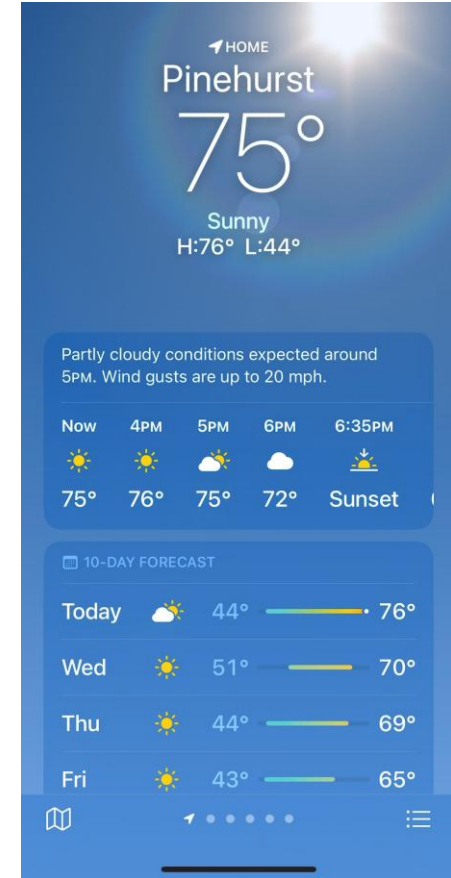 HOME
Pinehurst
75°
Sunny
H:76° L:44°
Partly cloudy conditions expected around
5PM. Wind gusts are up to 20 mph.
Now 4PM 5PM 6PM 6:35PM
75° 76° 75° 72° Sunset
10-DAY FORECAST
Today 44° 76°
Wed 51° 70°
Thu 44° 69°
Fri 43° 65°